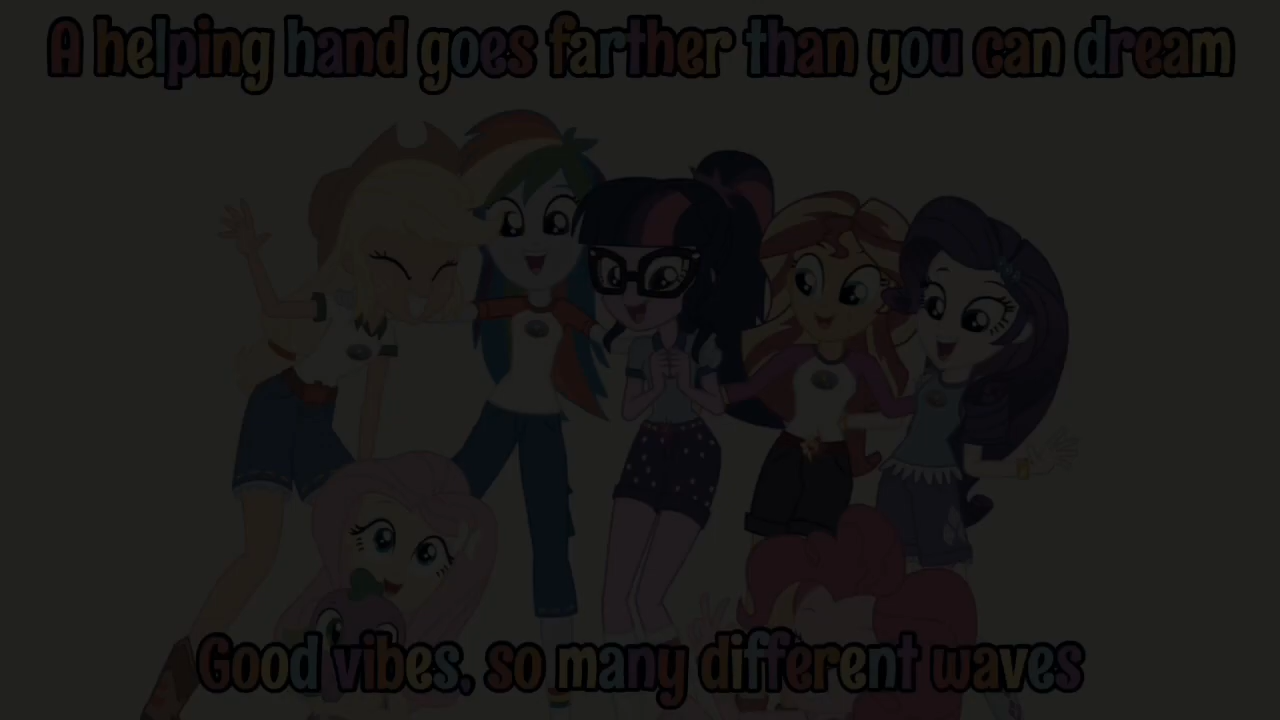 A helping hand goes farther than you can dream
Good vibes, so many different waves